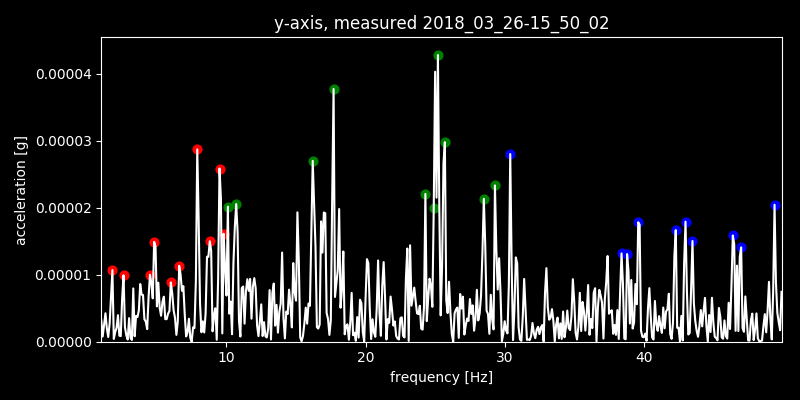 y-axis, measured 2018_03_26-15_50_02
acceleration [g]
0.00004
0.00003
0.00002
0.00001
0.00000
10 20 30 40
frequency [Hz]